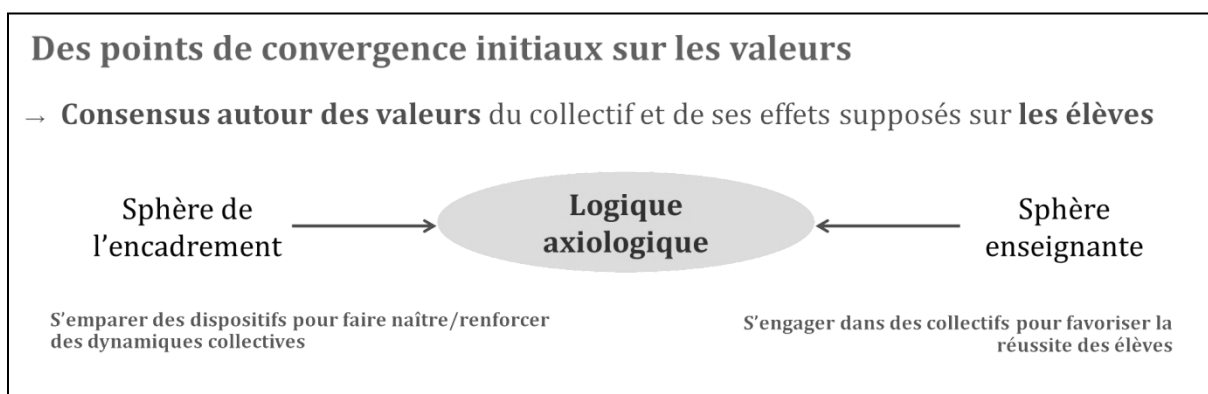 Des points de convergence initiaux sur les valeurs
→ Consensus autour des valeurs du collectif et de ses effets supposés sur les élèves
Sphère de
l’encadrement
Logique
axiologique
Sphère
enseignante
S’emparer des dispositifs pour faire naître/renforcer
des dynamiques collectives
S’engager dans des collectifs pour favoriser la
réussite des élèves